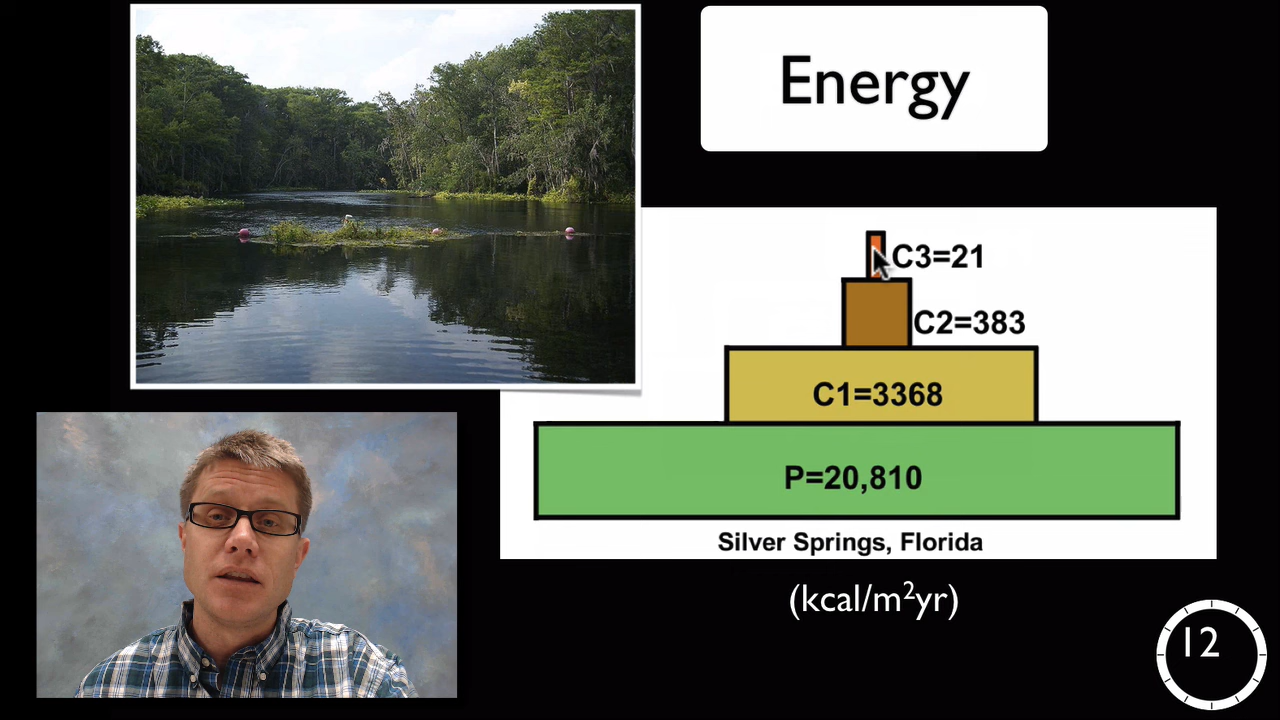 Energy
C3=21
C2=383
C1=3368
P=20,810
Silver Springs, Florida
(kcal/m²yr)
12